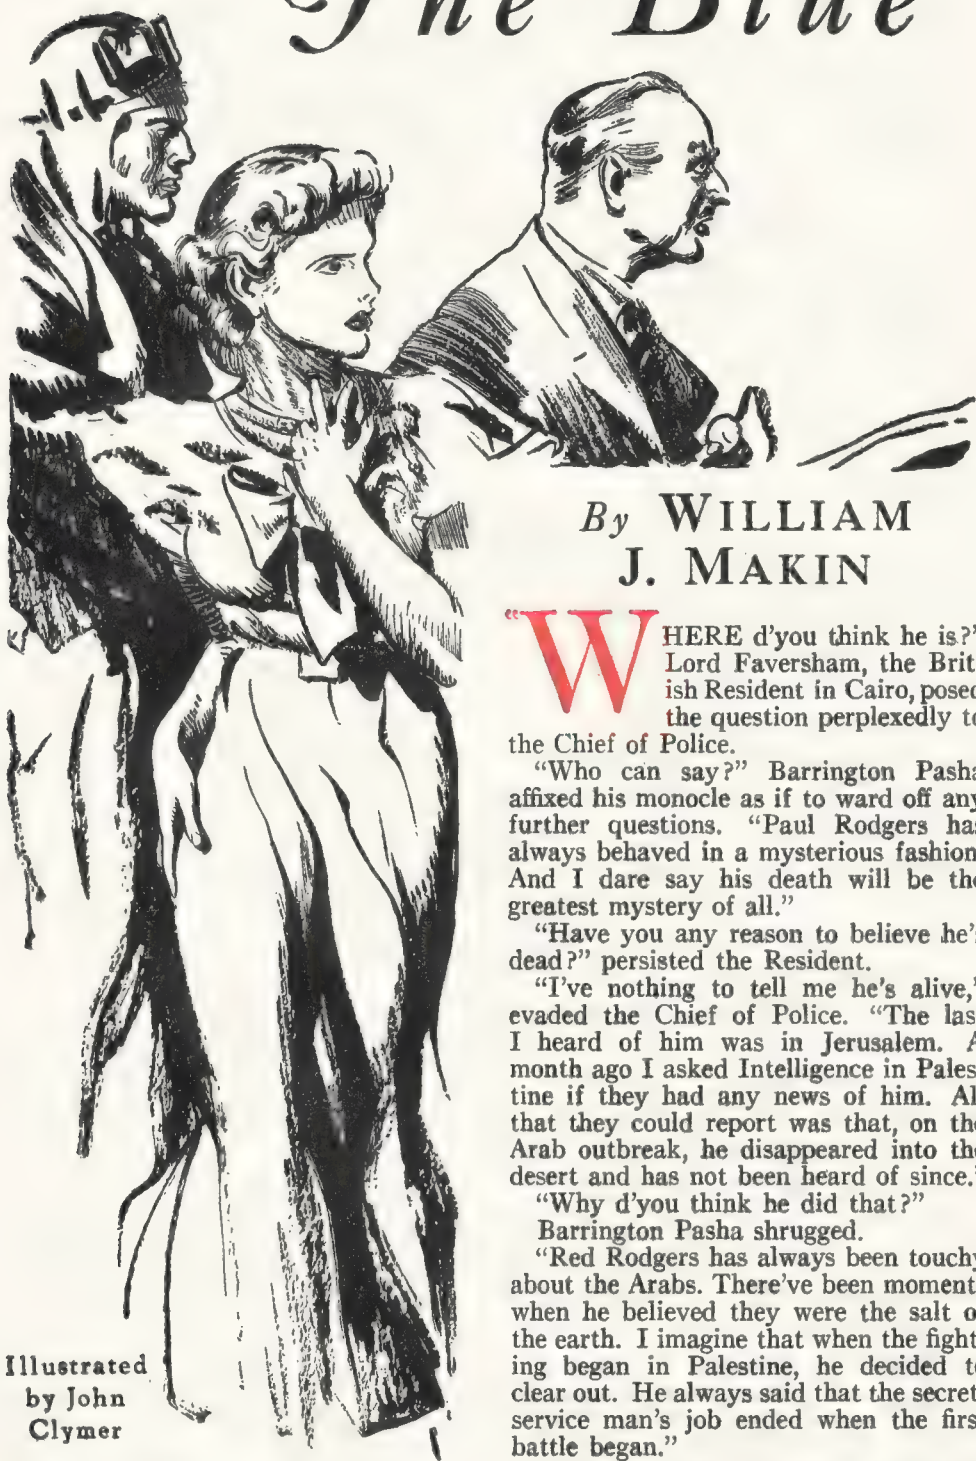 The Blue
By WILLIAM
J. MAKIN
"WHERE d'you think he is?"
Lord Faversham, the Brit-
ish Resident in Cairo, posed
the question perplexedly to
the Chief of Police.
"Who can say?" Barrington Pasha
affixed his monocle as if to ward off any
further questions. "Paul Rodgers has
always behaved in a mysterious fashion.
And I dare say his death will be the
greatest mystery of all."
"Have you any reason to believe he's
dead?" persisted the Resident.
"I've nothing to tell me he's alive,"
evaded the Chief of Police. "The last
I heard of him was in Jerusalem. A
month ago I asked Intelligence in Pales-
tine if they had any news of him. All
that they could report was that, on the
Arab outbreak, he disappeared into the
desert and has not been heard of since."
"Why d'you think he did that?"
Barrington Pasha shrugged.
"Red Rodgers has always been touchy
about the Arabs. There've been moments
when he believed they were the salt of
the earth. I imagine that when the fight-
ing began in Palestine, he decided to
clear out. He always said that the secret-
service man's job ended when the first
battle began."
Illustrated
by John
Clymer